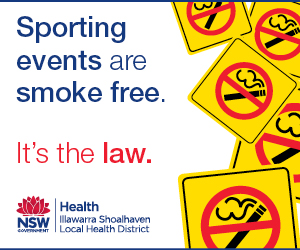 Sporting
events are
smoke free.
It's the law.
NSW
GOVERNMENT
Health
Illawarra Shoalhaven
Local Health District